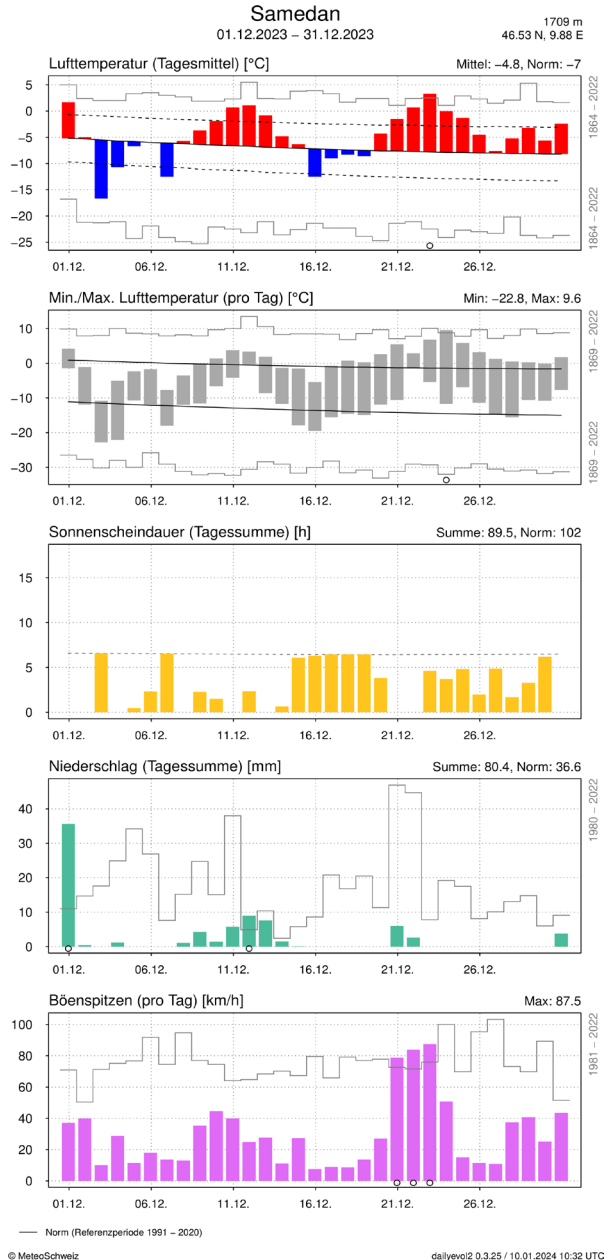 Samedan
01.12.2023 – 31.12.2023
1709 m
46.53 N, 9.88 E
Lufttemperatur (Tagesmittel) [°C]
Mittel: −4.8, Norm: −7
5
0
−5
−10
−15
−20
−25
1864 – 2022
1864 – 2022
01.12. 06.12. 11.12. 16.12. 21.12. 26.12.
Min./Max. Lufttemperatur (pro Tag) [°C]
Min: −22.8, Max: 9.6
10
0
−10
−20
−30
1869 – 2022
1869 – 2022
01.12. 06.12. 11.12. 16.12. 21.12. 26.12.
Sonnenscheindauer (Tagessumme) [h]
Summe: 89.5, Norm: 102
15
10
5
0
01.12. 06.12. 11.12. 16.12. 21.12. 26.12.
Niederschlag (Tagessumme) [mm]
Summe: 80.4, Norm: 36.6
40
30
20
10
0
1980 – 2022
01.12. 06.12. 11.12. 16.12. 21.12. 26.12.
Böenspitzen (pro Tag) [km/h]
Max: 87.5
100
80
60
40
20
0
1981 – 2022
01.12. 06.12. 11.12. 16.12. 21.12. 26.12.
Norm (Referenzperiode 1991 – 2020)
© MeteoSchweiz
dailyevol2 0.3.25 / 10.01.2024 10:32 UTC